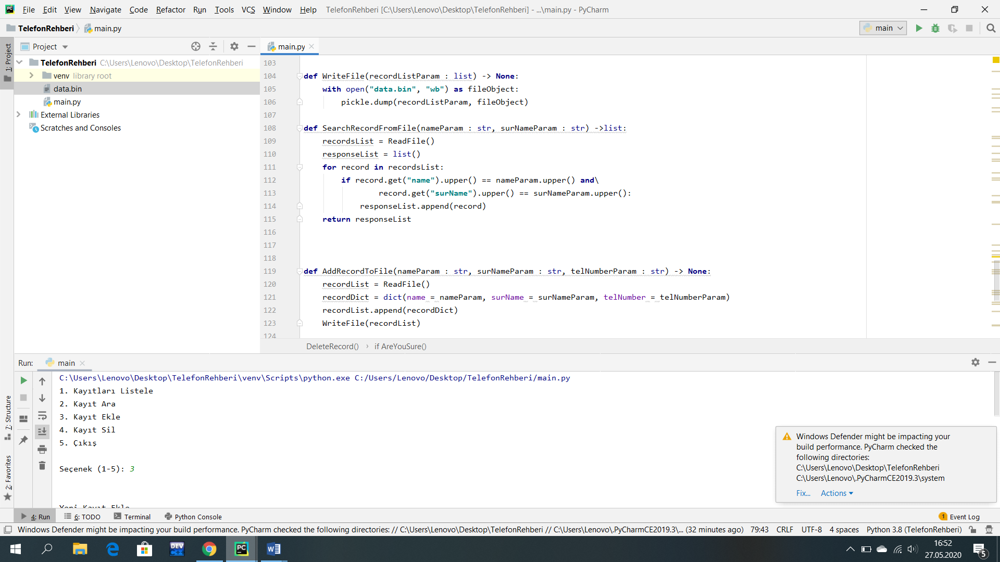 File Edit View Navigate Code Refactor Run Tools VCS Window Help TelefonRehberi [C:\Users\Lenovo\Desktop\TelefonRehberi] - ...\main.py - PyCharm
TelefonRehberi main.py
main
1: Project
Project
main.py
TelefonRehberi C:\Users\Lenovo\Desktop\TelefonRehberi
venv library root
data.bin
main.py
External Libraries
Scratches and Consoles
103
104 def WriteFile(recordListParam : list) -> None:
105 with open("data.bin", "wb") as fileObject:
106 pickle.dump(recordListParam, fileObject)
107
108 def SearchRecordFromFile(nameParam : str, surNameParam : str) ->list:
109 recordsList = ReadFile()
110 responseList = list()
111 for record in recordsList:
112 if record.get("name").upper() == nameParam.upper() and\
113 record.get("surName").upper() == surNameParam.upper():
114 responseList.append(record)
115 return responseList
116
117
118
119 def AddRecordToFile(nameParam : str, surNameParam : str, telNumberParam : str) -> None:
120 recordList = ReadFile()
121 recordDict = dict(name = nameParam, surName = surNameParam, telNumber = telNumberParam)
122 recordList.append(recordDict)
123 WriteFile(recordList)
124
DeleteRecord() › if AreYouSure()
Run: main
C:\Users\Lenovo\Desktop\TelefonRehberi\venv\Scripts\python.exe C:/Users/Lenovo/Desktop/TelefonRehberi/main.py
1. Kayıtları Listele
2. Kayıt Ara
3. Kayıt Ekle
4. Kayıt Sil
5. Çıkış
Seçenek (1-5): 3
Yeni Kayıt Ekle
7: Structure
2: Favorites
Windows Defender might be impacting your
build performance. PyCharm checked the
following directories:
C:\Users\Lenovo\Desktop\TelefonRehberi
C:\Users\Lenovo\.PyCharmCE2019.3\system
Fix... Actions
4: Run 6: TODO Terminal Python Console 1 Event Log
Windows Defender might be impacting your build performance. PyCharm checked the following directories: // C:\Users\Lenovo\Desktop\TelefonRehberi // C:\Users\Lenovo\.PyCharmCE2019.3\... (32 minutes ago) 79:43 CRLF UTF-8 4 spaces Python 3.8 (TelefonRehberi)
DEV C++
PC
W
16:52
27.05.2020
5